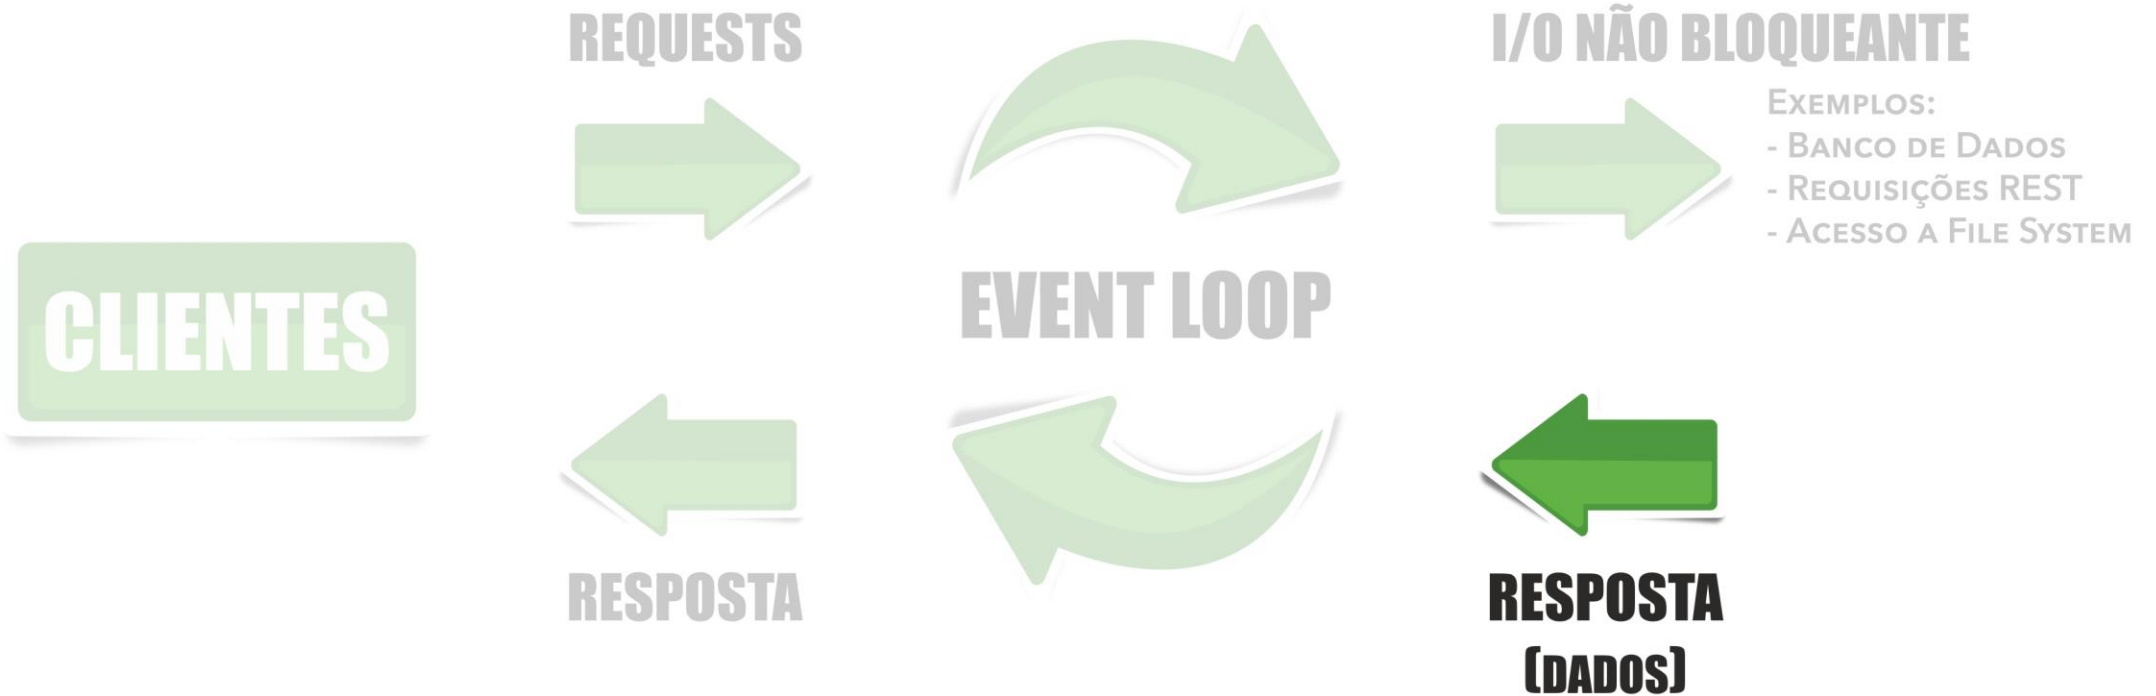 REQUESTS
I/O NÃO BLOQUEANTE
EXEMPLOS:
- BANCO DE DADOS
- REQUISIÇÕES REST
- ACESSO A FILE SYSTEM
CLIENTES
EVENT LOOP
RESPOSTA
RESPOSTA
(DADOS)